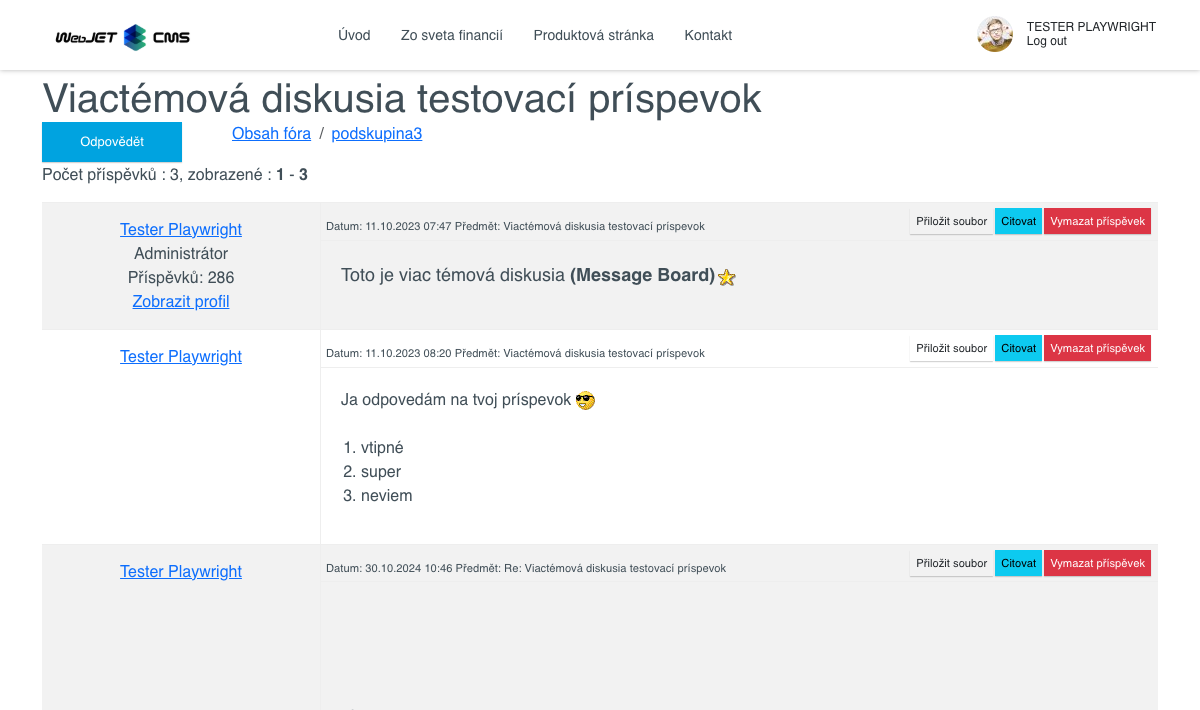 WebJET CMS
Úvod Zo sveta financií Produktová stránka Kontakt
TESTER PLAYWRIGHT
Log out
Viactémová diskusia testovací príspevok
Odpovědět
Obsah fóra / podskupina3
Počet příspěvků : 3, zobrazené : 1 - 3
Tester Playwright
Administrátor
Příspěvků: 286
Zobrazit profil
Datum: 11.10.2023 07:47 Předmět: Viactémová diskusia testovací príspevok
Přiložit soubor Citovat Vymazat příspěvek
Toto je viac témová diskusia (Message Board)
Tester Playwright
Datum: 11.10.2023 08:20 Předmět: Viactémová diskusia testovací príspevok
Přiložit soubor Citovat Vymazat příspěvek
Ja odpovedám na tvoj príspevok
1. vtipné
2. super
3. neviem
Tester Playwright
Datum: 30.10.2024 10:46 Předmět: Re: Viactémová diskusia testovací príspevok
Přiložit soubor Citovat Vymazat příspěvek